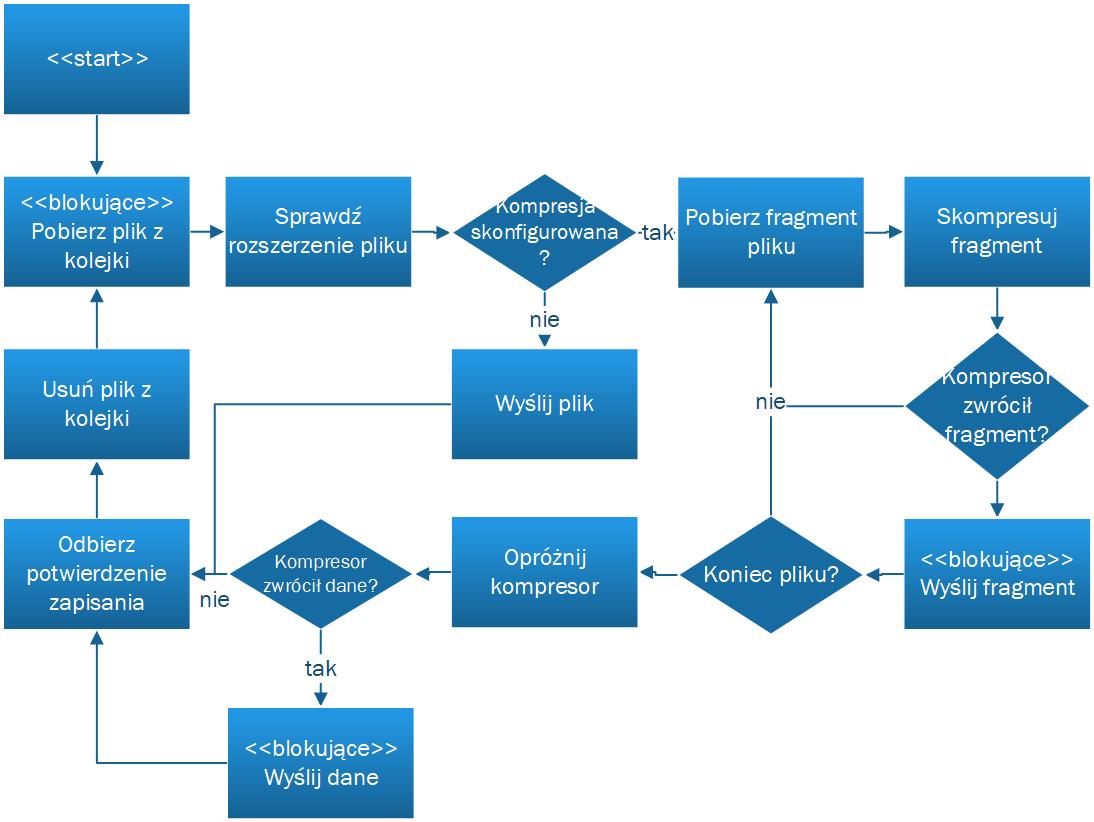 <<start>>
<<blokujące>>
Pobierz plik z
kolejki
Sprawdź
rozszerzenie pliku
Kompresja
skonfigurowana
?
tak
Pobierz fragment
pliku
Skompresuj
fragment
nie
Usuń plik z
kolejki
Wyślij plik
nie
Kompresor
zwrócił
fragment?
Odbierz
potwierdzenie
zapisania
nie
Kompresor
zwrócił dane?
Opróżnij
kompresor
Koniec pliku?
<<blokujące>>
Wyślij fragment
tak
<<blokujące>>
Wyślij dane